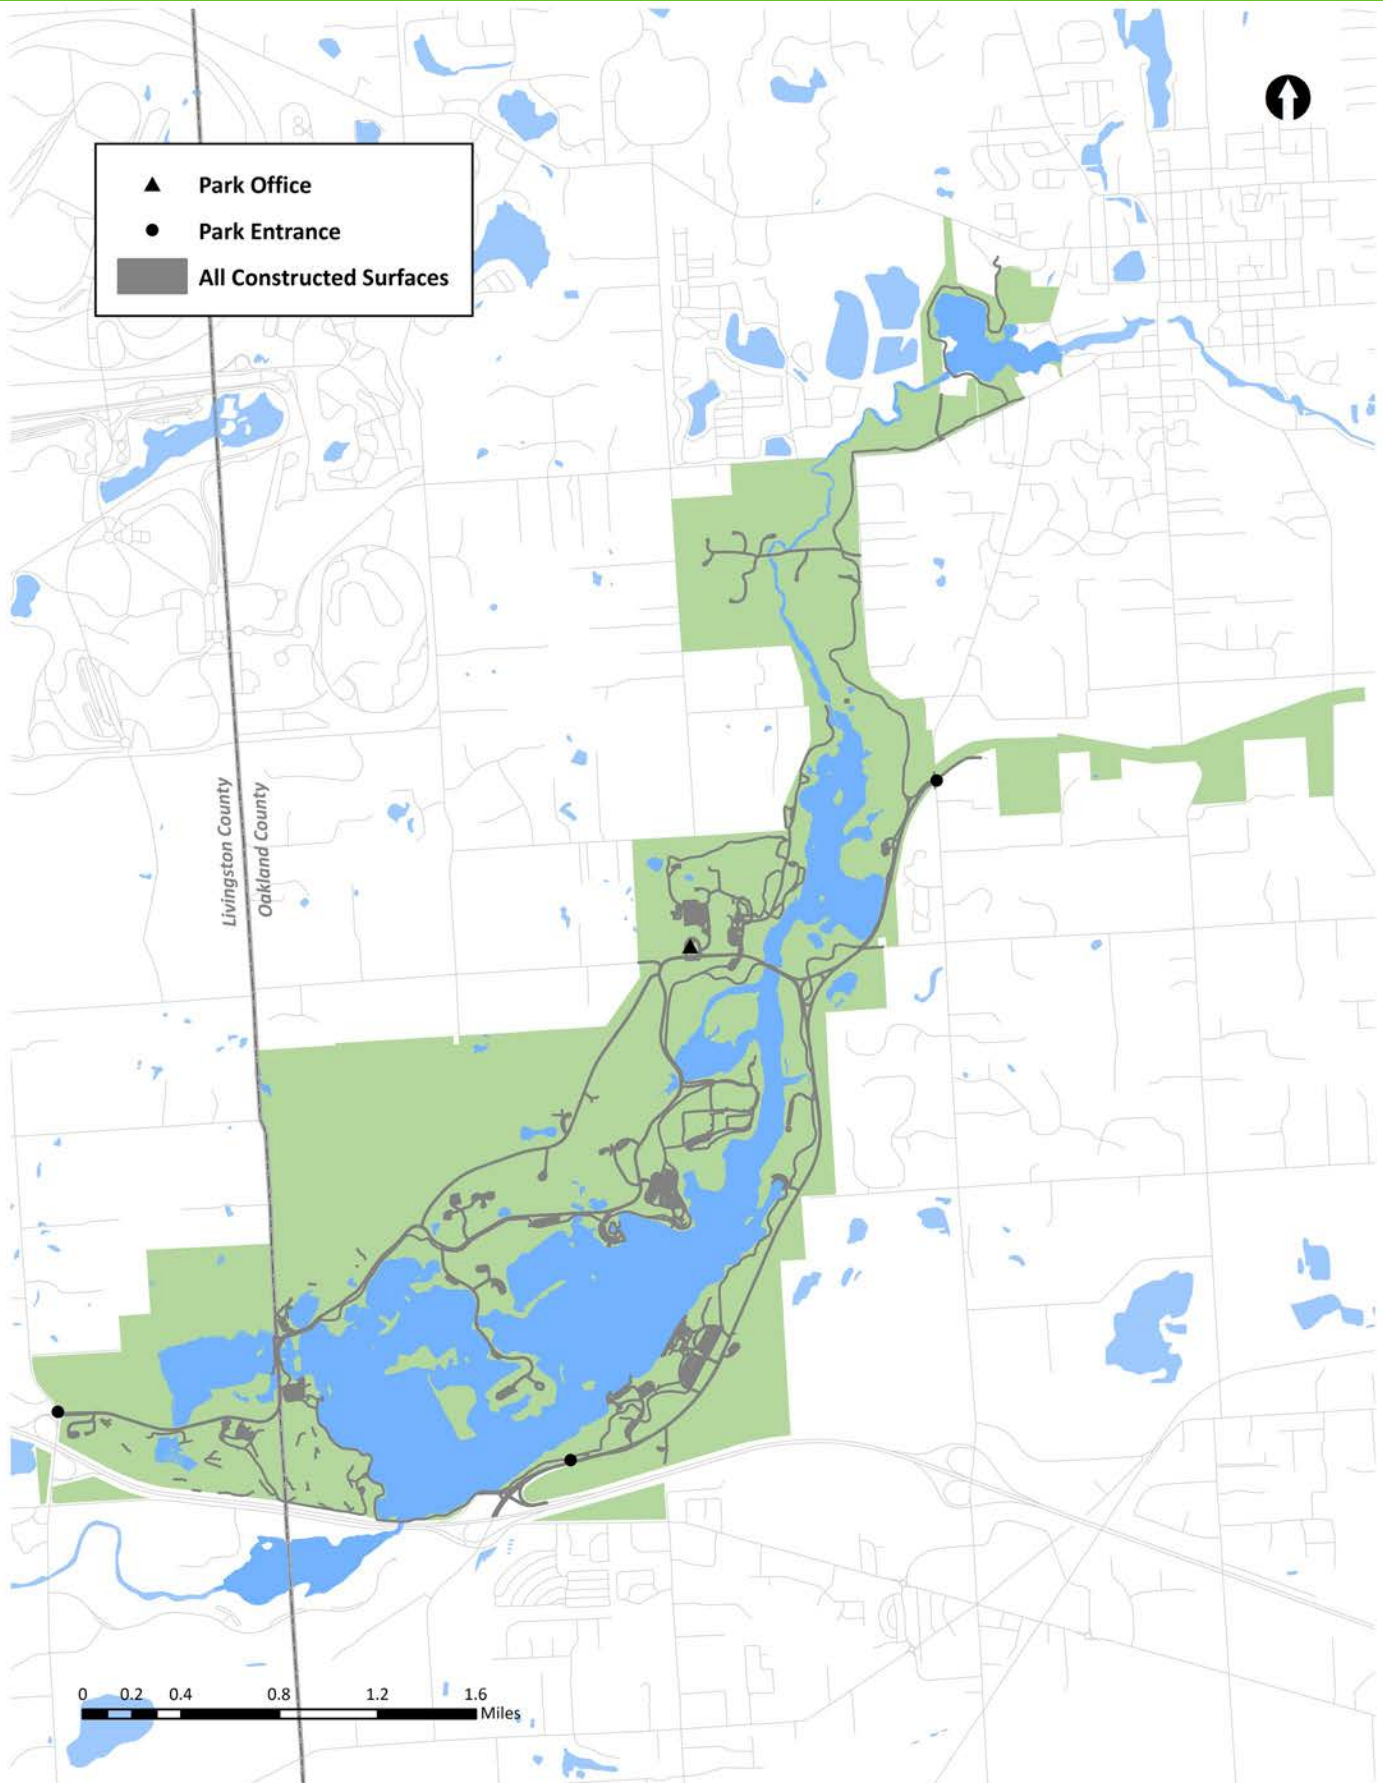 Park Office
Park Entrance
All Constructed Surfaces
Livingston County
Oakland County
0 0.2 0.4 0.8 1.2 1.6
Miles